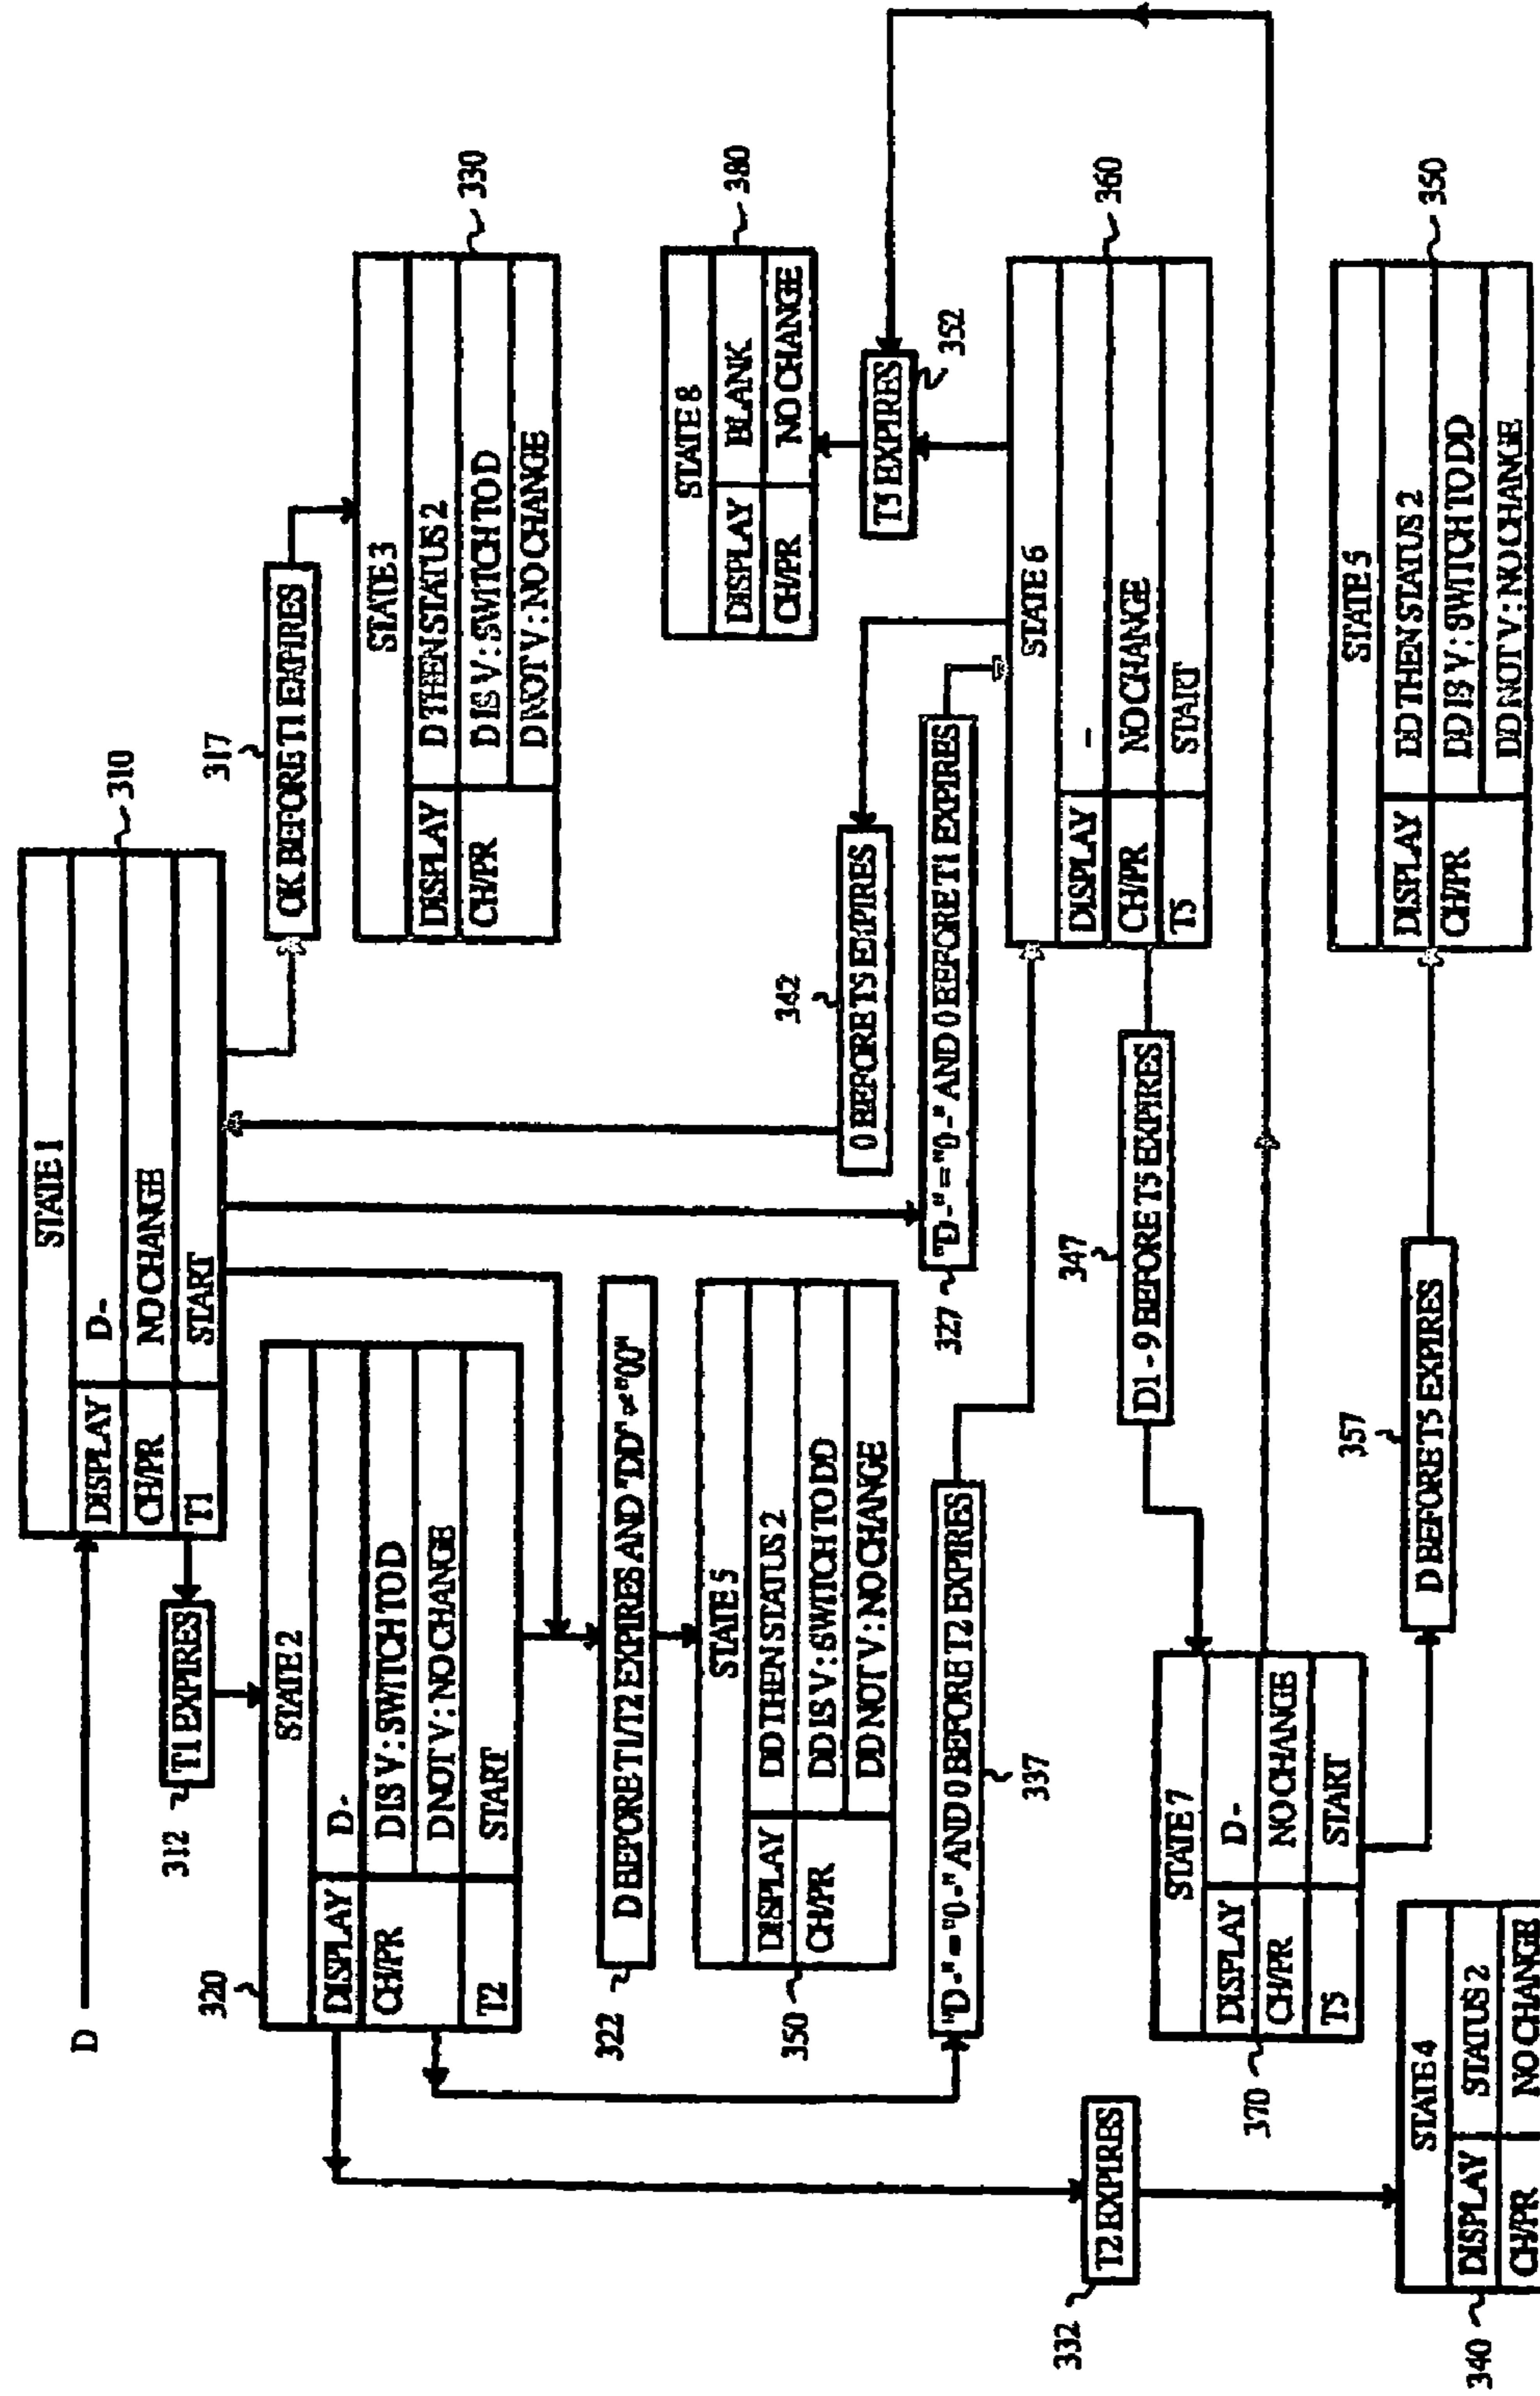 D
STATE 1
DISPLAY D-
CH/PR NO CHANGE
T1 START
310
312
T1 EXPIRES
317
OK BEFORE T1 EXPIRES
320
STATE 2
DISPLAY D-
CH/PR D IS V : SWITCH TO D
D NOT V : NO CHANGE
T2 START
STATE 3
DISPLAY D THEN STATUS 2
CH/PR D IS V : SWITCH TO D
D NOT V : NO CHANGE
330
322
D BEFORE T1/T2 EXPIRES AND "DD" ≠ "00"
STATE 5
DISPLAY DD THEN STATUS 2
CH/PR DD IS V : SWITCH TO DD
DD NOT V : NO CHANGE
350
STATE 8
DISPLAY BLANK
CH/PR NO CHANGE
380
342
0 BEFORE T5 EXPIRES
T5 EXPIRES
352
327
"D-" = "0-" AND 0 BEFORE T1 EXPIRES
"D-" = "0-" AND 0 BEFORE T2 EXPIRES
337
STATE 6
DISPLAY -
CH/PR NO CHANGE
T5 START
360
332
T2 EXPIRES
347
D1 - 9 BEFORE T5 EXPIRES
STATE 7
DISPLAY D-
CH/PR NO CHANGE
T5 START
370
357
D BEFORE T5 EXPIRES
STATE 5
DISPLAY DD THEN STATUS 2
CH/PR DD IS V : SWITCH TO DD
DD NOT V : NO CHANGE
350
STATE 4
DISPLAY STATUS 2
CH/PR NO CHANGE
340